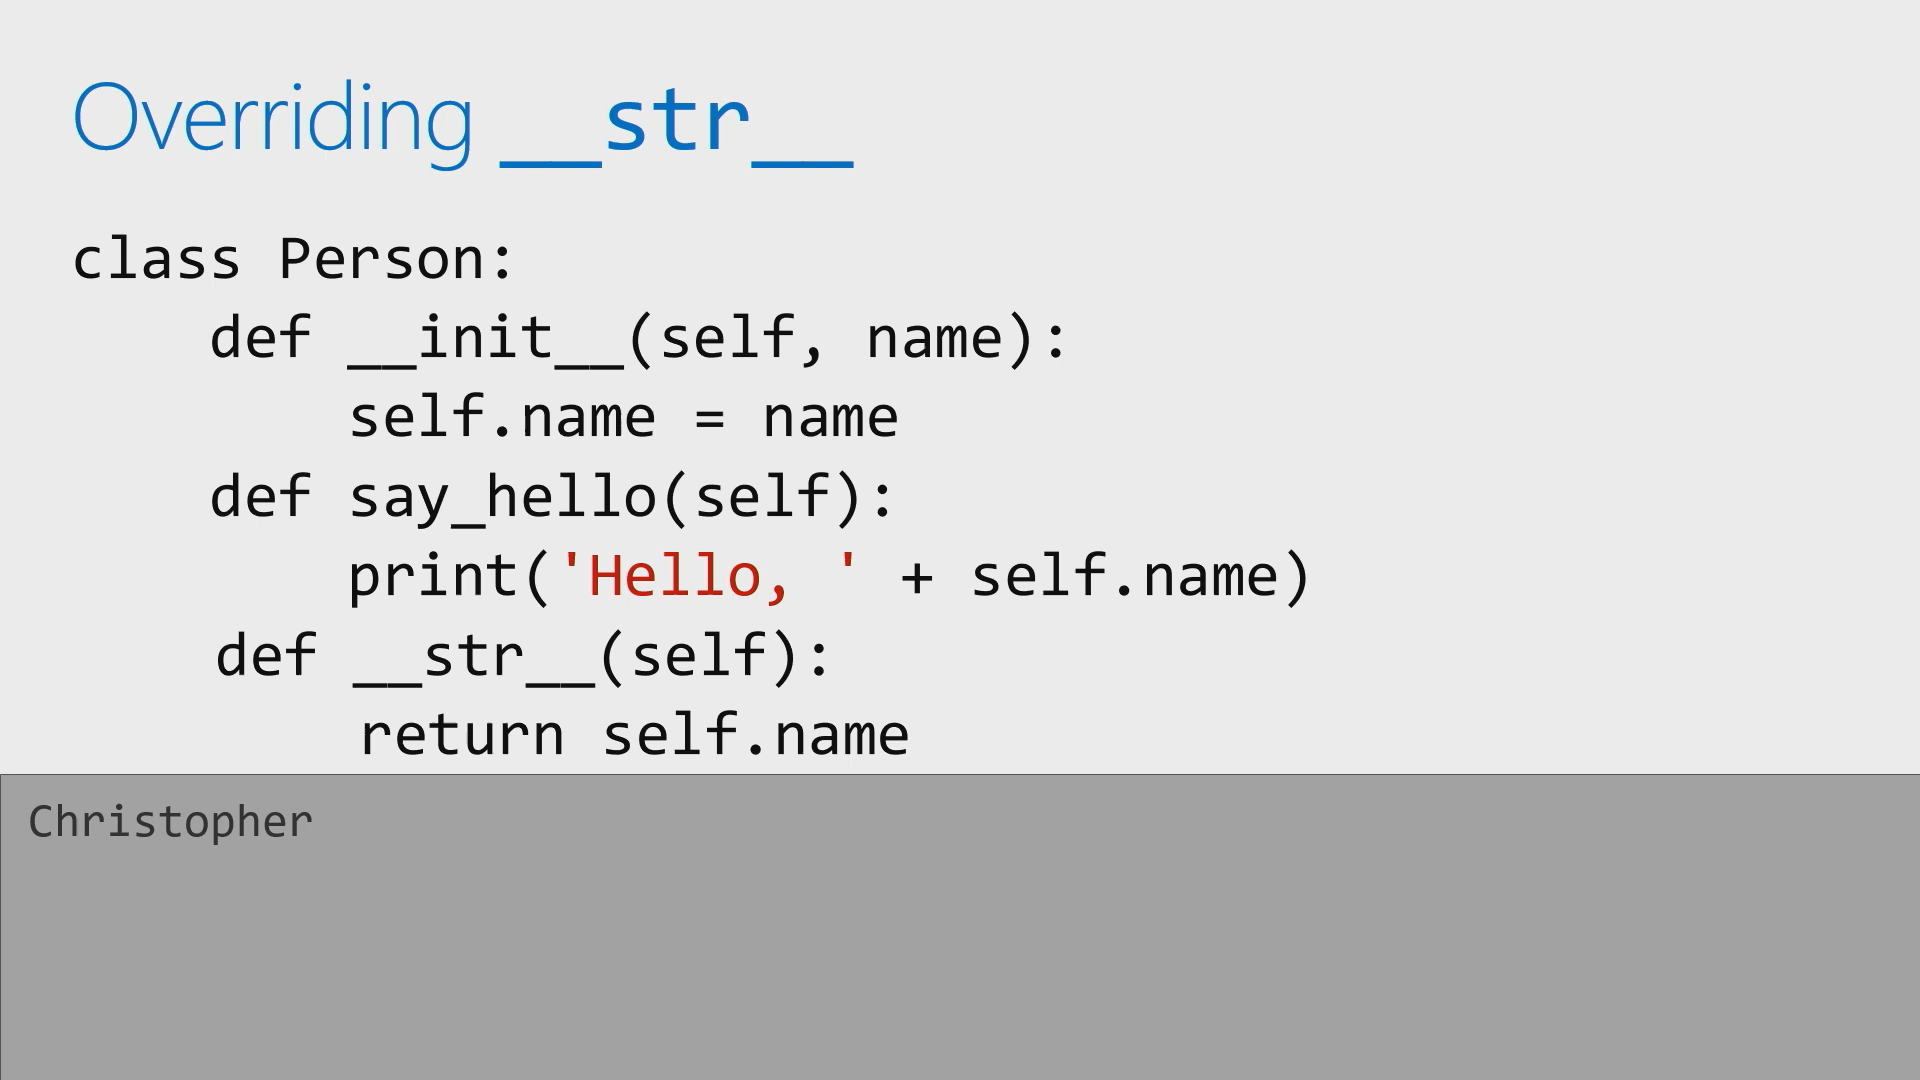 Overriding __str__
class Person:
    def __init__(self, name):
        self.name = name
    def say_hello(self):
        print('Hello, ' + self.name)
    def __str__(self):
        return self.name
Christopher